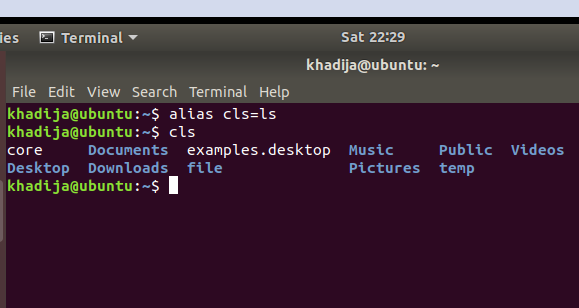 ies Terminal Sat 22:29
khadija@ubuntu: ~
File Edit View Search Terminal Help
khadija@ubuntu:~$ alias cls=ls
khadija@ubuntu:~$ cls
core Documents examples.desktop Music Public Videos
Desktop Downloads file Pictures temp
khadija@ubuntu:~$